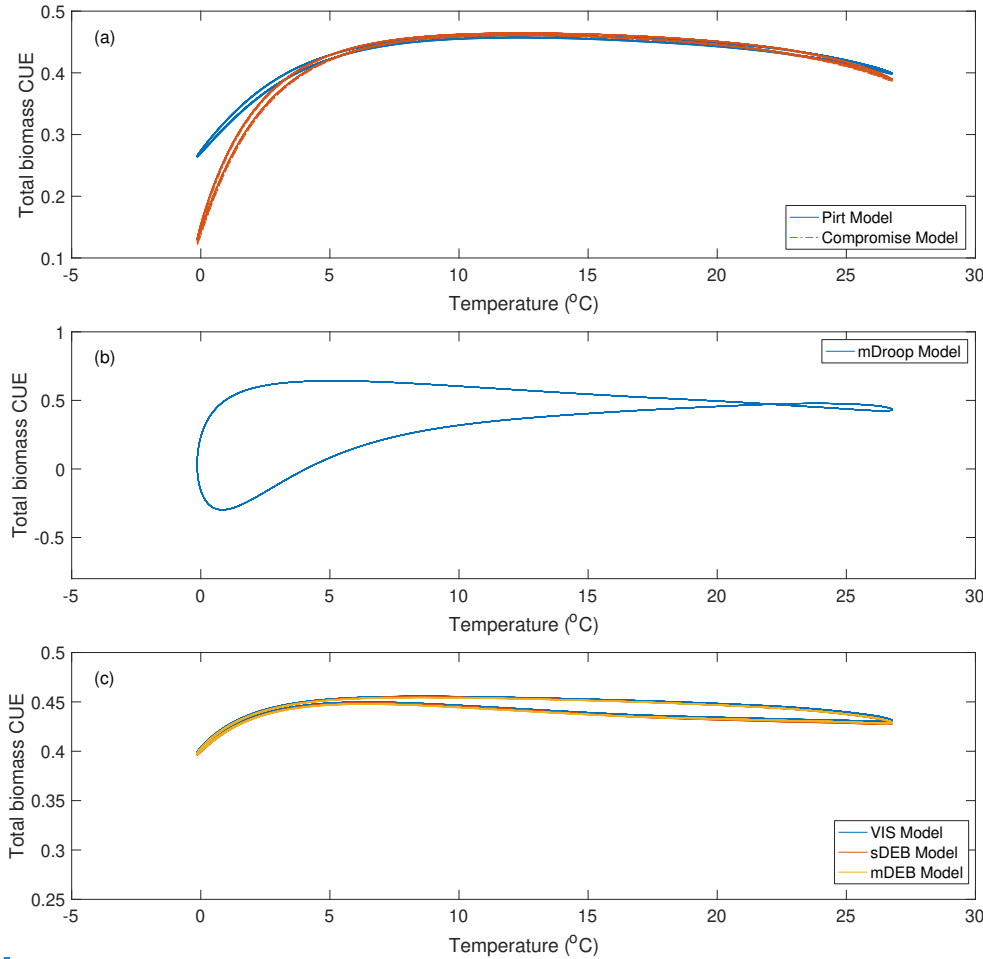 (a)
0.5
0.4
0.3
0.2
0.1
Total biomass CUE
-5 0 5 10 15 20 25 30
Temperature (°C)
Pirt Model
Compromise Model
(b)
1
0.5
0
-0.5
Total biomass CUE
-5 0 5 10 15 20 25 30
Temperature (°C)
mDroop Model
(c)
0.5
0.45
0.4
0.35
0.3
0.25
Total biomass CUE
-5 0 5 10 15 20 25 30
Temperature (°C)
VIS Model
sDEB Model
mDEB Model